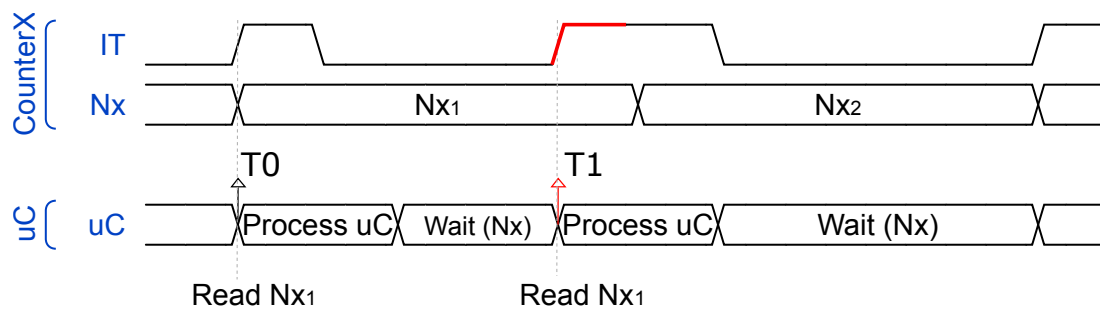 CounterX
IT
Nx
Nx1
Nx2
T0
T1
uC
uC
Process uC
Wait (Nx)
Process uC
Wait (Nx)
Read Nx1
Read Nx1